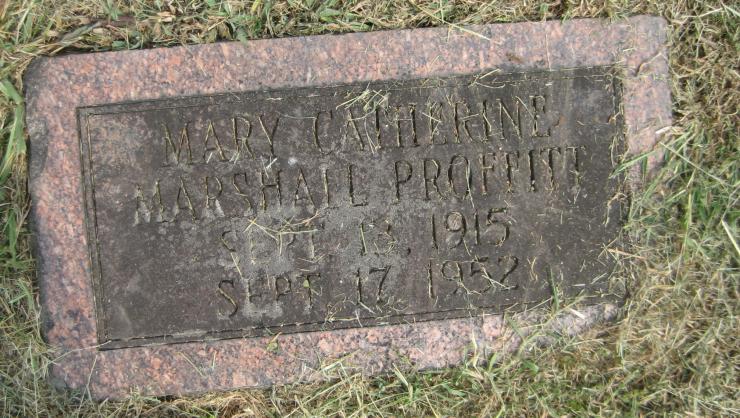 MARY CATHERINE
MARSHALL PROFFITT
SEPT. 13, 1915
SEPT. 17, 1952